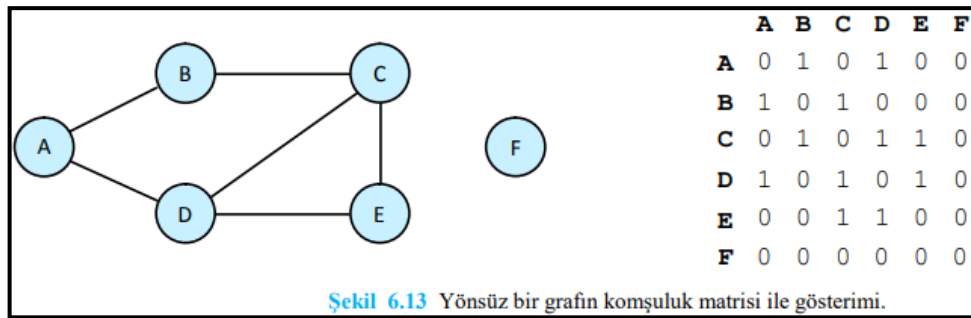 A B C D E F
A 0 1 0 1 0 0
B 1 0 1 0 0 0
C 0 1 0 1 1 0
D 1 0 1 0 1 0
E 0 0 1 1 0 0
F 0 0 0 0 0 0
B
C
A
F
D
E
Şekil 6.13 Yönsüz bir grafın komşuluk matrisi ile gösterimi.